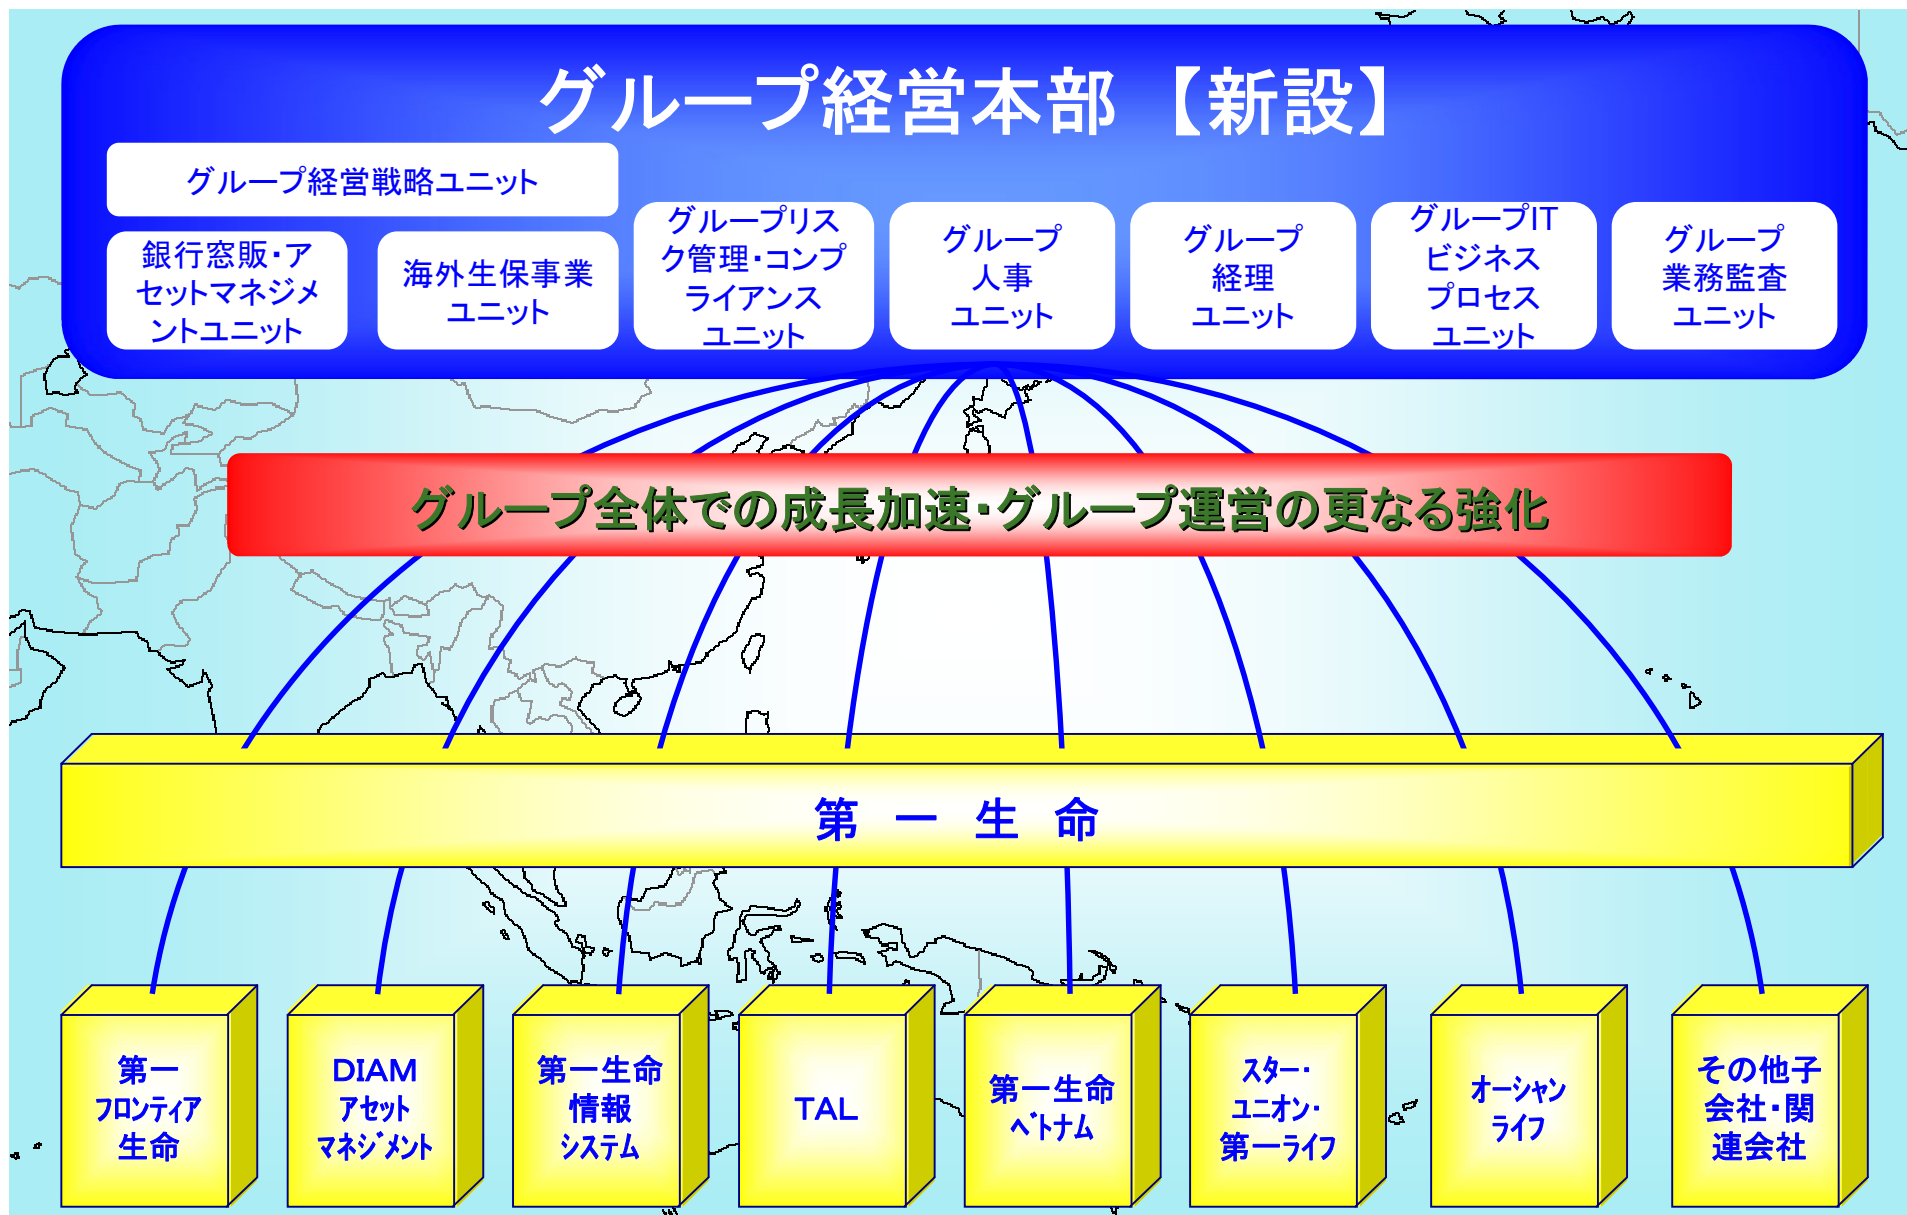 グループ経営本部 【新設】
グループ経営戦略ユニット
銀行窓販・ア
セットマネジメ
ントユニット
海外生保事業
ユニット
グループリス
ク管理・コンプ
ライアンス
ユニット
グループ
人事
ユニット
グループ
経理
ユニット
グループIT
ビジネス
プロセス
ユニット
グループ
業務監査
ユニット
グループ全体での成長加速・グループ運営の更なる強化
第 一 生 命
第一
フロンティア
生命
DIAM
アセット
マネジメント
第一生命
情報
システム
TAL
第一生命
ベトナム
スター・
ユニオン・
第一ライフ
オーシャン
ライフ
その他子
会社・関
連会社